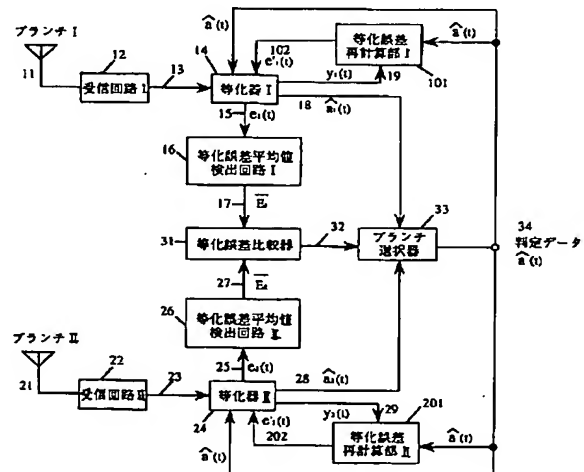 ブランチⅠ
11
12
受信回路Ⅰ
13
14
等化器Ⅰ
â(t)
102
e'₁(t)
等化誤差
再計算部Ⅰ
101
â(t)
y₁(t)
19
15
e₁(t)
18
â₁(t)
16
等化誤差平均値
検出回路Ⅰ
17
31
等化誤差比較器
32
33
ブランチ
選択器
34
判定データ
â(t)
27
26
等化誤差平均値
検出回路Ⅱ
ブランチⅡ
21
22
受信回路Ⅱ
23
25
e₂(t)
24
等化器Ⅱ
28
â₂(t)
y₂(t)
29
201
等化誤差
再計算部Ⅱ
202
â(t)
â(t)